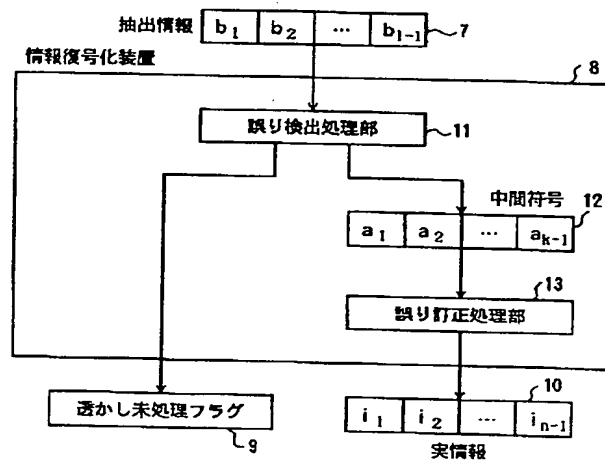 抽出情報 b₁ b₂ … bₗ₋₁ 7
情報復号化装置 8
誤り検出処理部 11
中間符号 12
a₁ a₂ … aₖ₋₁
13
誤り訂正処理部
10
透かし未処理フラグ i₁ i₂ … iₙ₋₁
9 実情報